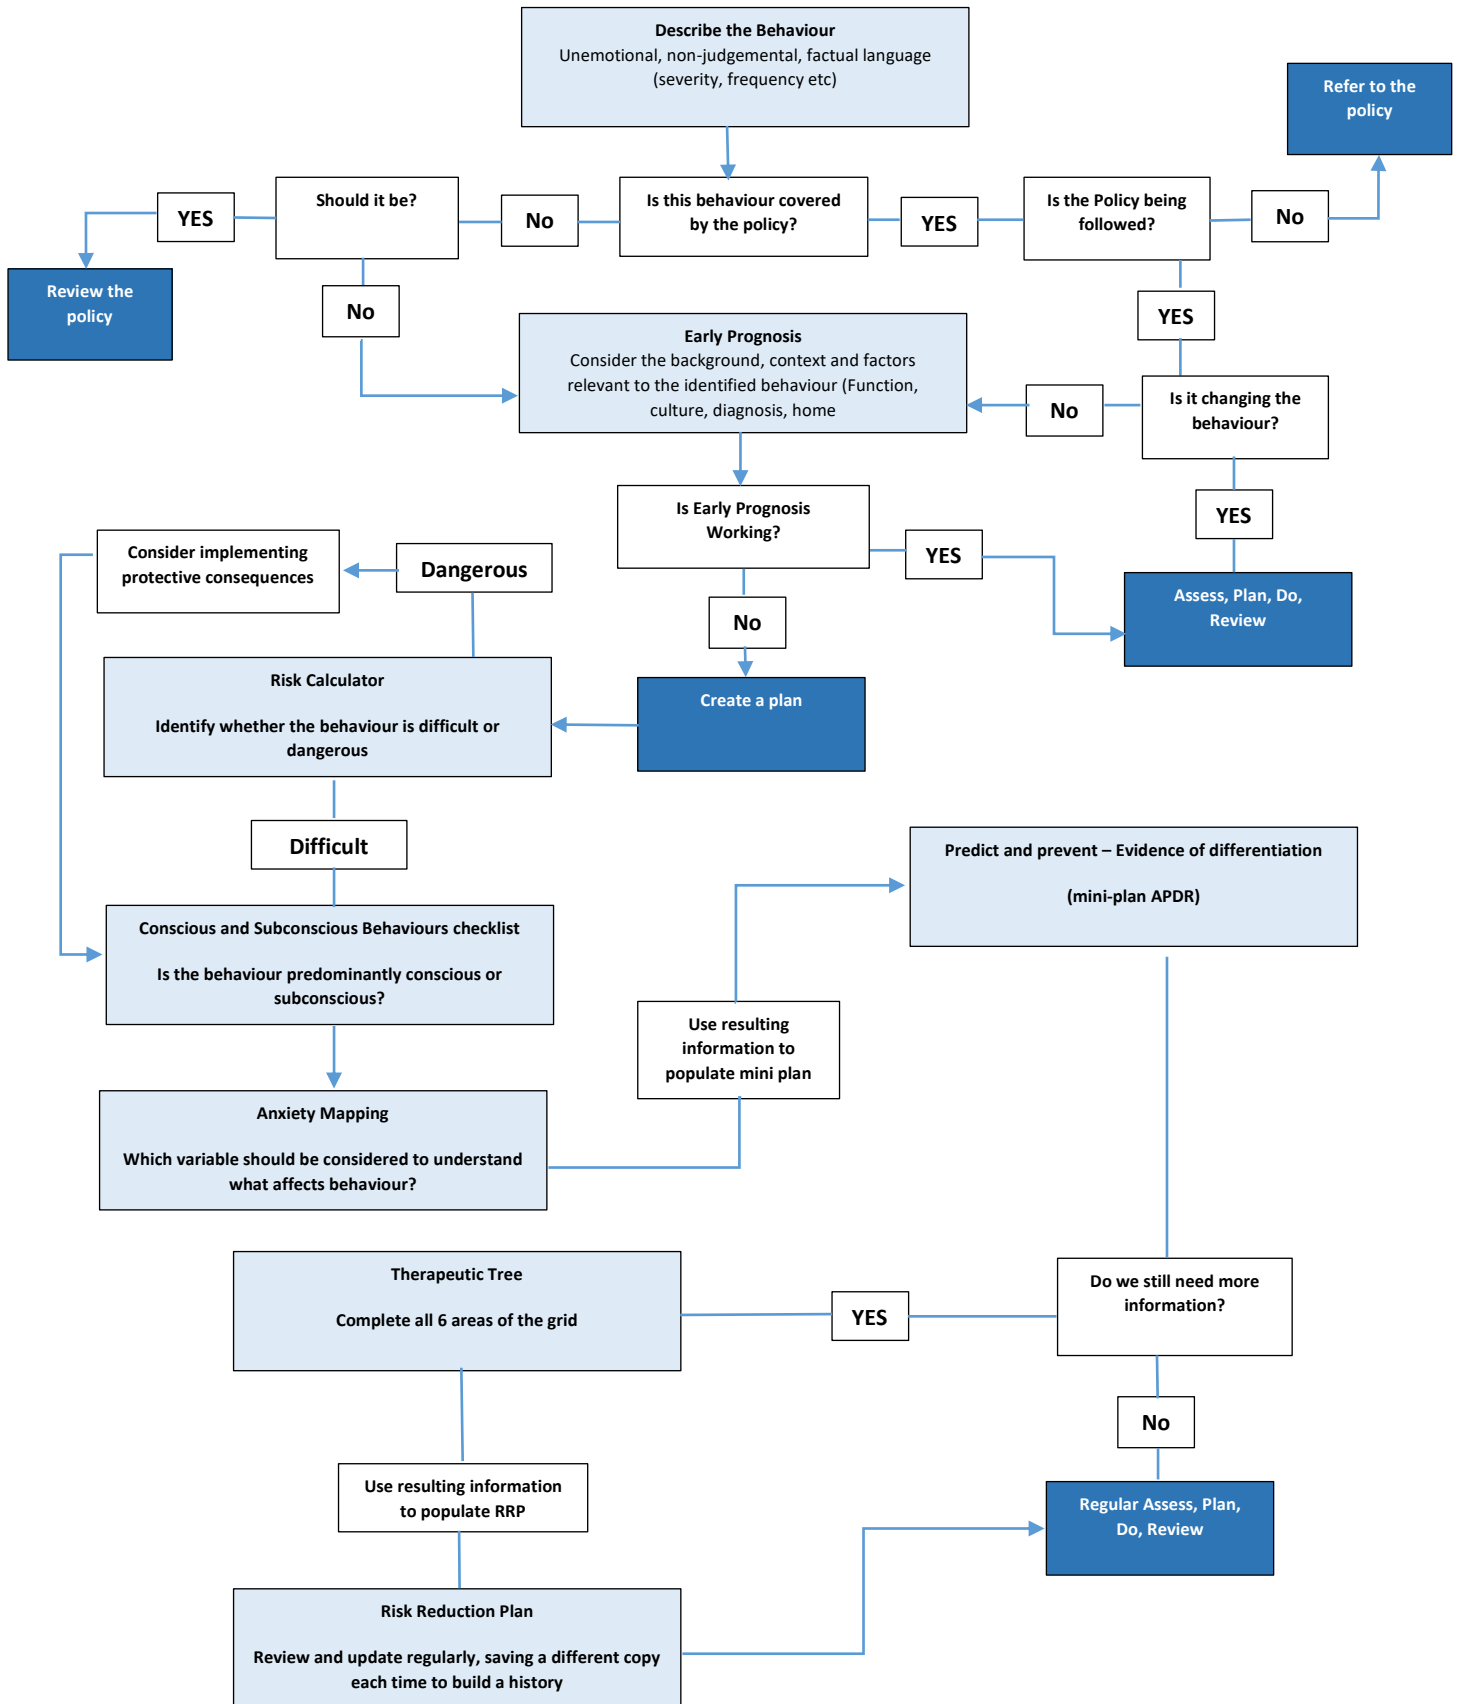 Describe the Behaviour
Unemotional, non-judgemental, factual language
(severity, frequency etc)
Refer to the
policy
Should it be?
YES
No
Is this behaviour covered
by the policy?
YES
Is the Policy being
followed?
No
Review the
policy
No
YES
Early Prognosis
Consider the background, context and factors
relevant to the identified behaviour (Function,
culture, diagnosis, home
No
Is it changing the
behaviour?
YES
Is Early Prognosis
Working?
YES
No
Assess, Plan, Do,
Review
Consider implementing
protective consequences
Dangerous
Risk Calculator
Identify whether the behaviour is difficult or
dangerous
Create a plan
Difficult
Conscious and Subconscious Behaviours checklist
Is the behaviour predominantly conscious or
subconscious?
Predict and prevent – Evidence of differentiation
(mini-plan APDR)
Use resulting
information to
populate mini plan
Anxiety Mapping
Which variable should be considered to understand
what affects behaviour?
Therapeutic Tree
Complete all 6 areas of the grid
YES
Do we still need more
information?
No
Use resulting information
to populate RRP
Regular Assess, Plan,
Do, Review
Risk Reduction Plan
Review and update regularly, saving a different copy
each time to build a history